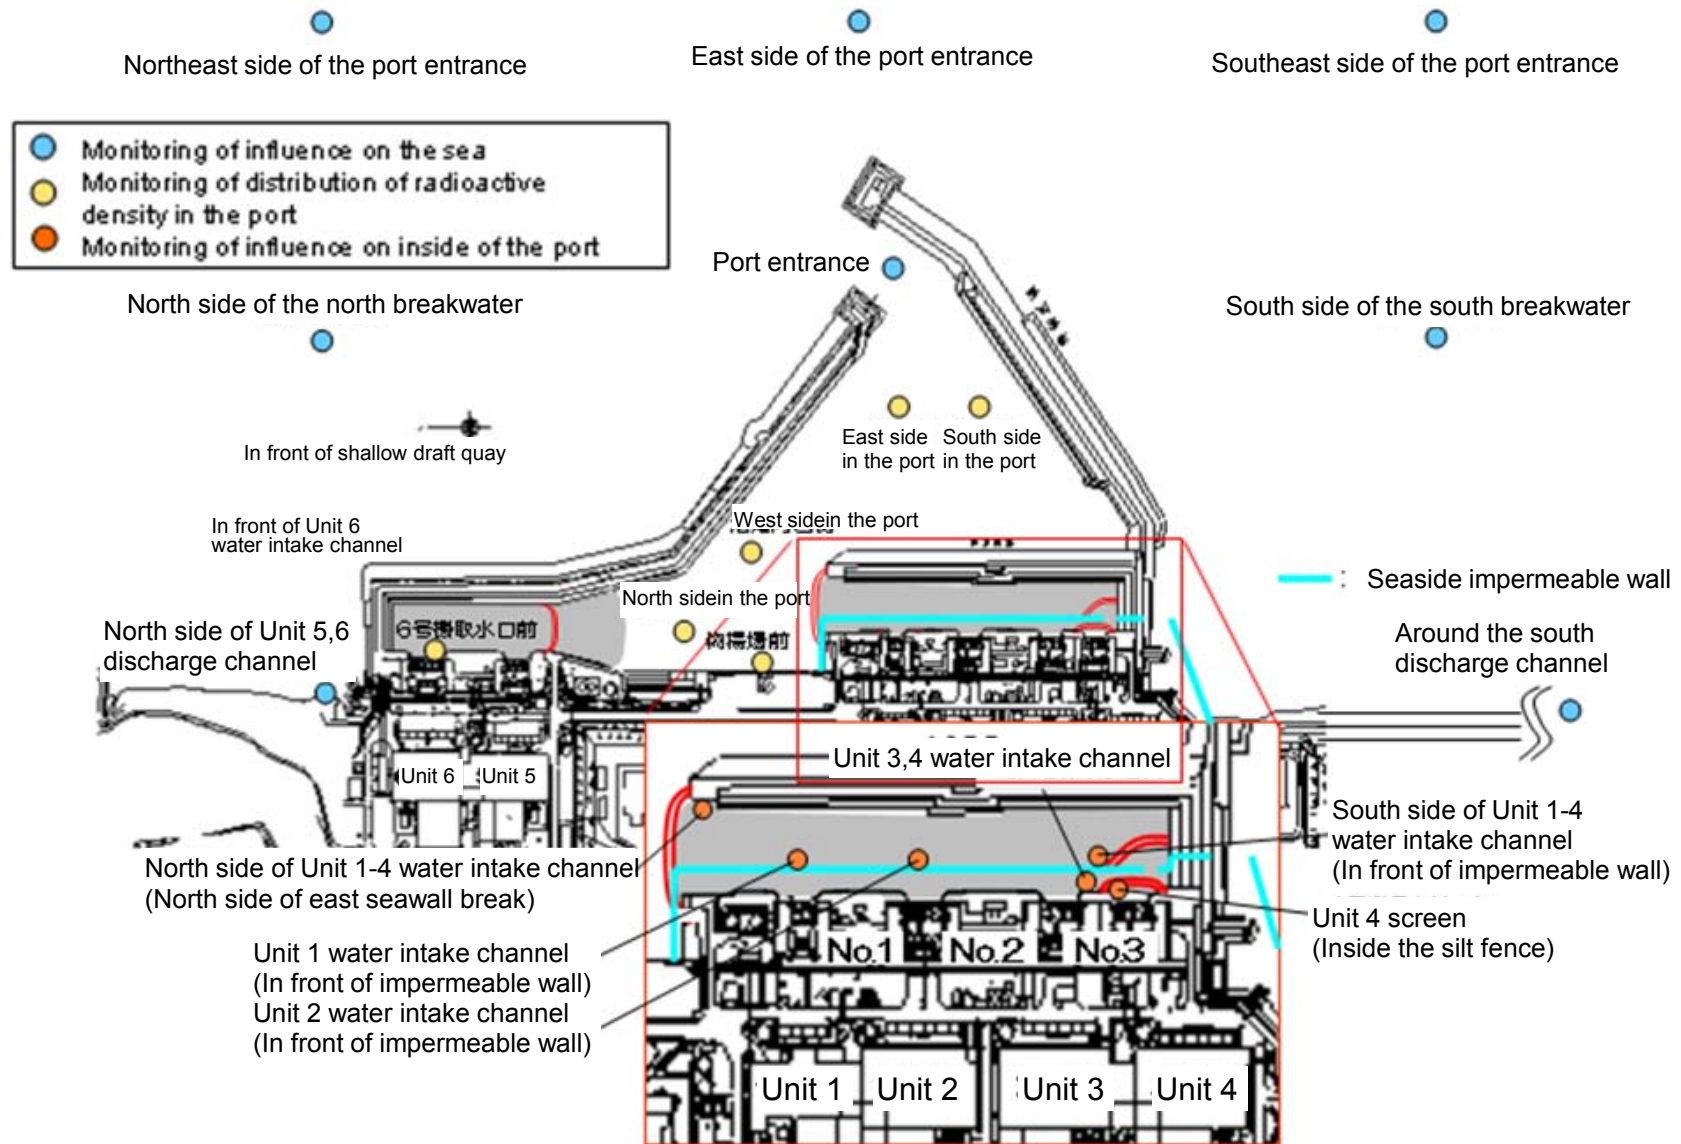 Northeast side of the port entrance
East side of the port entrance
Southeast side of the port entrance
Monitoring of influence on the sea
Monitoring of distribution of radioactive
density in the port
Monitoring of influence on inside of the port
Port entrance
North side of the north breakwater
South side of the south breakwater
East side
in the port
South side
in the port
In front of shallow draft quay
In front of Unit 6
water intake channel
West sidein the port
North sidein the port
Seaside impermeable wall
6号機取水口前
物揚場前
North side of Unit 5,6
discharge channel
Around the south
discharge channel
Unit 6
Unit 5
Unit 3,4 water intake channel
South side of Unit 1-4
water intake channel
(In front of impermeable wall)
North side of Unit 1-4 water intake channel
(North side of east seawall break)
Unit 4 screen
(Inside the silt fence)
Unit 1 water intake channel
(In front of impermeable wall)
Unit 2 water intake channel
(In front of impermeable wall)
No.1
No.2
No.3
Unit 1
Unit 2
Unit 3
Unit 4